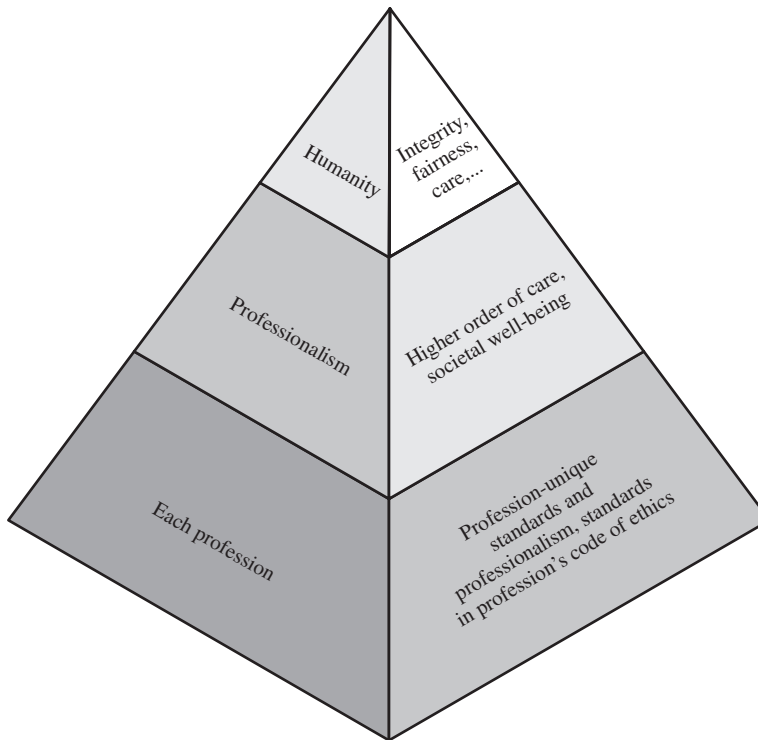 Humanity
Integrity,
fairness,
care,...
Professionalism
Higher order of care,
societal well-being
Each profession
Profession-unique
standards and
professionalism, standards
in profession’s code of ethics